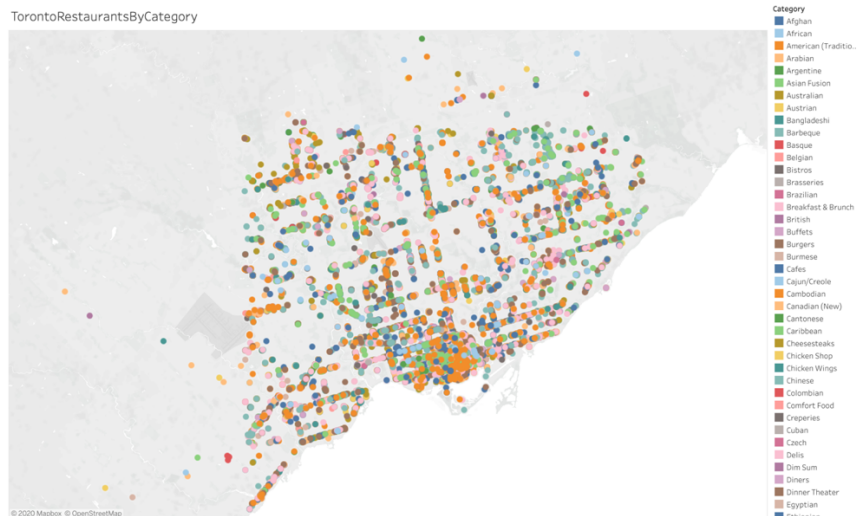 TorontoRestaurantsByCategory
Category
Afghan
African
American (Traditio..
Arabian
Argentine
Asian Fusion
Australian
Austrian
Bangladeshi
Barbeque
Basque
Belgian
Bistros
Brasseries
Brazilian
Breakfast & Brunch
British
Buffets
Burgers
Burmese
Cafes
Cajun/Creole
Cambodian
Canadian (New)
Cantonese
Caribbean
Cheesesteaks
Chicken Shop
Chicken Wings
Chinese
Colombian
Comfort Food
Creperies
Cuban
Czech
Delis
Dim Sum
Diners
Dinner Theater
Egyptian
© 2020 Mapbox © OpenStreetMap